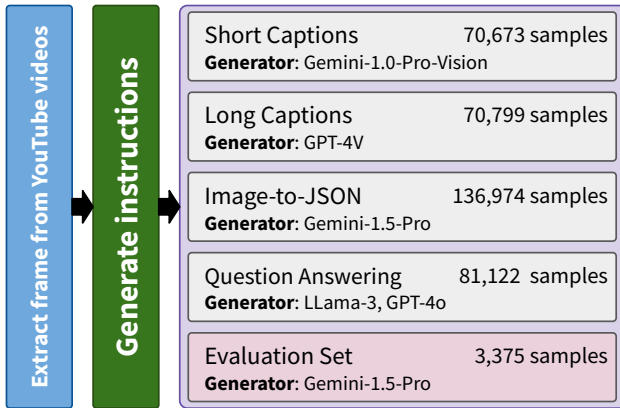 Extract frame from YouTube videos
Generate instructions
Short Captions 70,673 samples
Generator: Gemini-1.0-Pro-Vision
Long Captions 70,799 samples
Generator: GPT-4V
Image-to-JSON 136,974 samples
Generator: Gemini-1.5-Pro
Question Answering 81,122 samples
Generator: LLama-3, GPT-4o
Evaluation Set 3,375 samples
Generator: Gemini-1.5-Pro